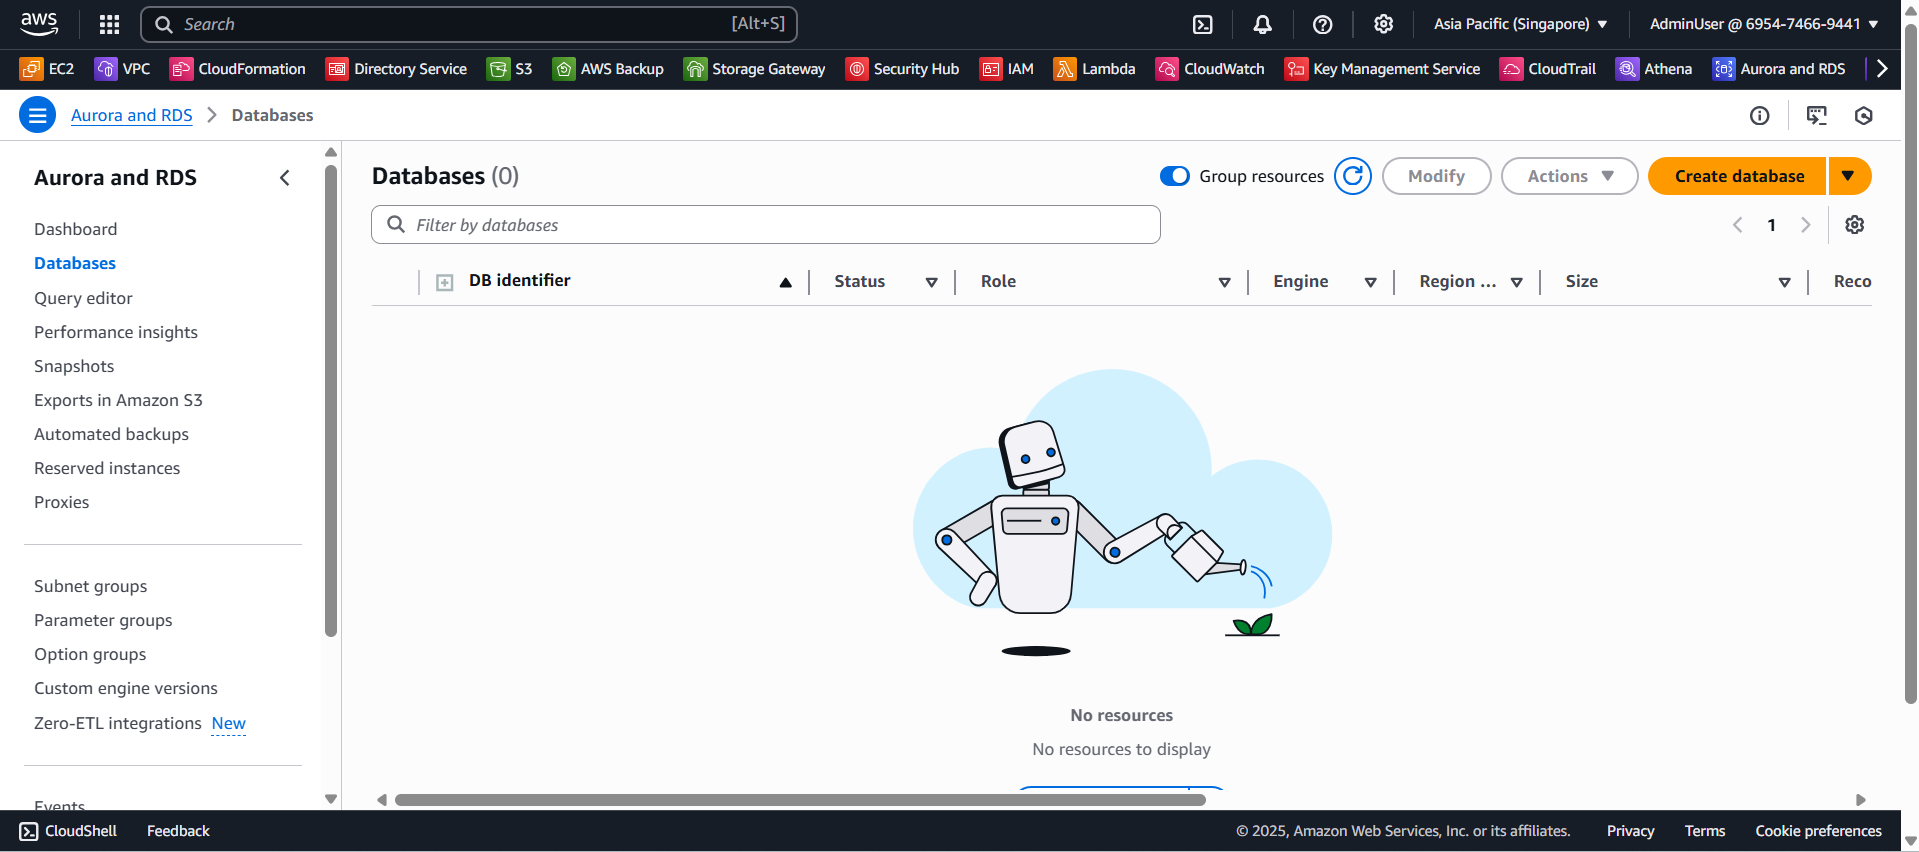 aws
Search [Alt+S]
Asia Pacific (Singapore)
AdminUser @ 6954-7466-9441
EC2 VPC CloudFormation Directory Service S3 AWS Backup Storage Gateway Security Hub IAM Lambda CloudWatch Key Management Service CloudTrail Athena Aurora and RDS
Aurora and RDS Databases
Aurora and RDS
Dashboard
Databases
Query editor
Performance insights
Snapshots
Exports in Amazon S3
Automated backups
Reserved instances
Proxies
Subnet groups
Parameter groups
Option groups
Custom engine versions
Zero-ETL integrations New
Events
Databases (0)
Group resources Modify Actions Create database
Filter by databases
1
DB identifier Status Role Engine Region ... Size Reco
No resources
No resources to display
CloudShell Feedback
© 2025, Amazon Web Services, Inc. or its affiliates. Privacy Terms Cookie preferences